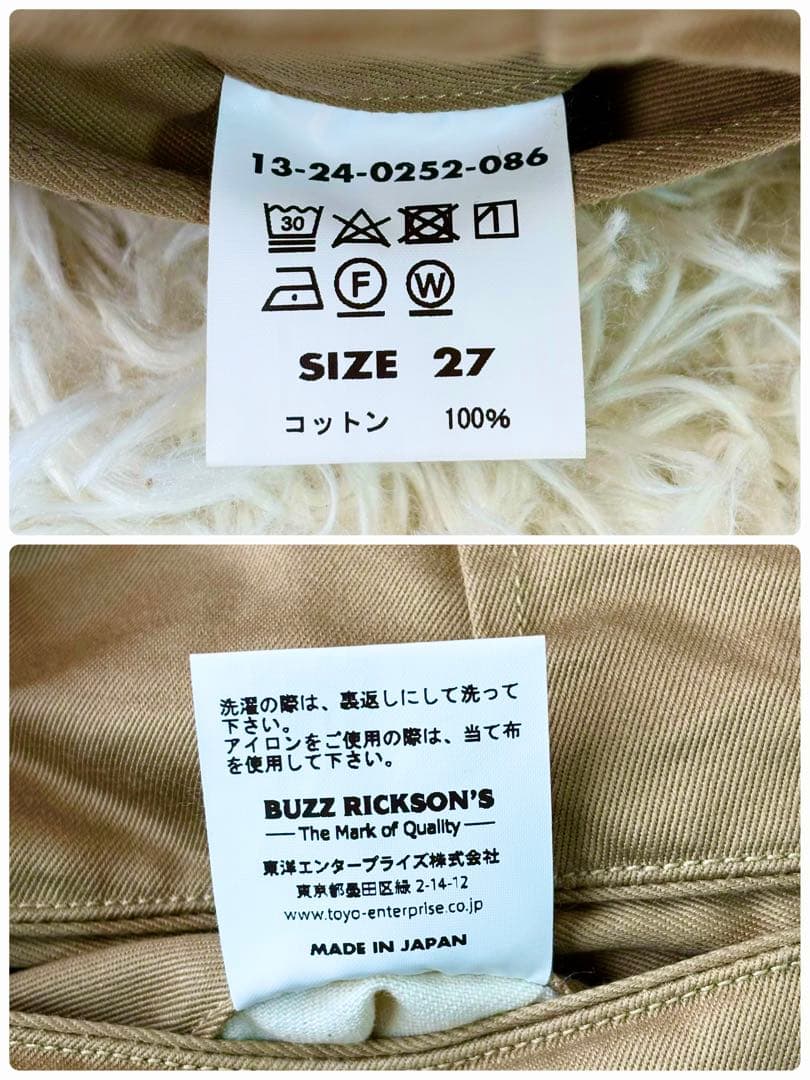 13-24-0252-086
30
F W
SIZE 27
コットン 100%
洗濯の際は、裏返しにして洗って
下さい。
アイロンをご使用の際は、当て布
を使用して下さい。
BUZZ RICKSON'S
The Mark of Quality
東洋エンタープライズ株式会社
東京都墨田区緑 2-14-12
www.toyo-enterprise.co.jp
MADE IN JAPAN